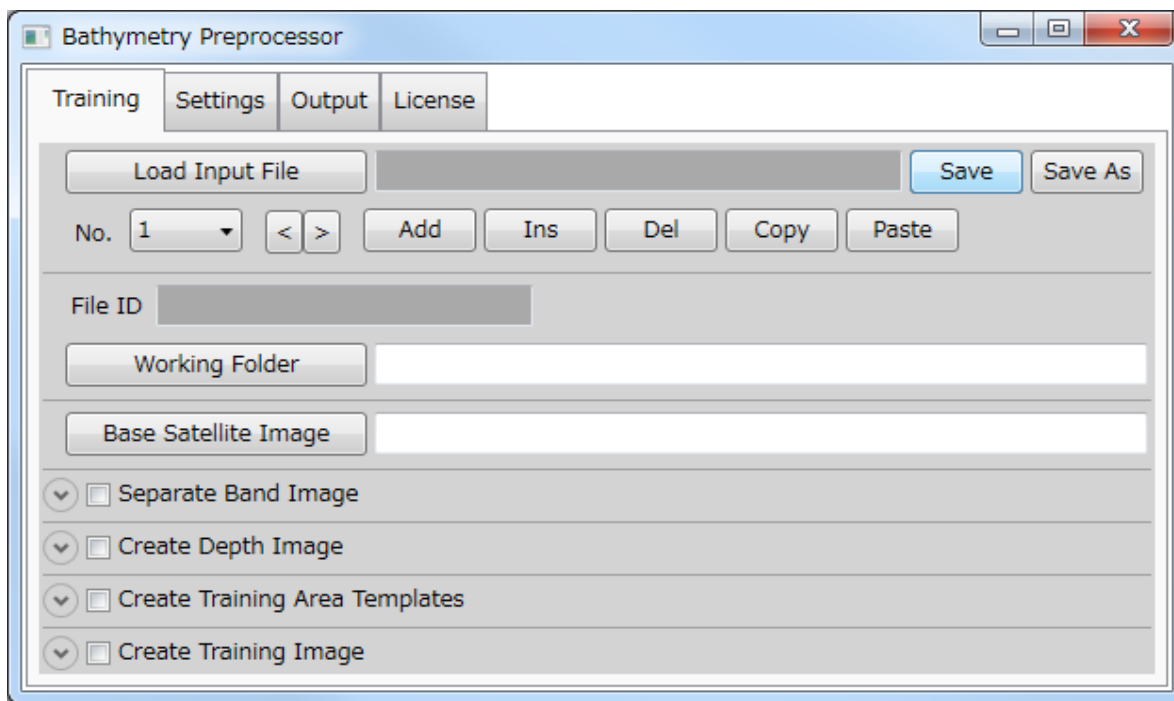 Bathymetry Preprocessor
Training Settings Output License
Load Input File Save Save As
No. 1 < > Add Ins Del Copy Paste
File ID
Working Folder
Base Satellite Image
Separate Band Image
Create Depth Image
Create Training Area Templates
Create Training Image